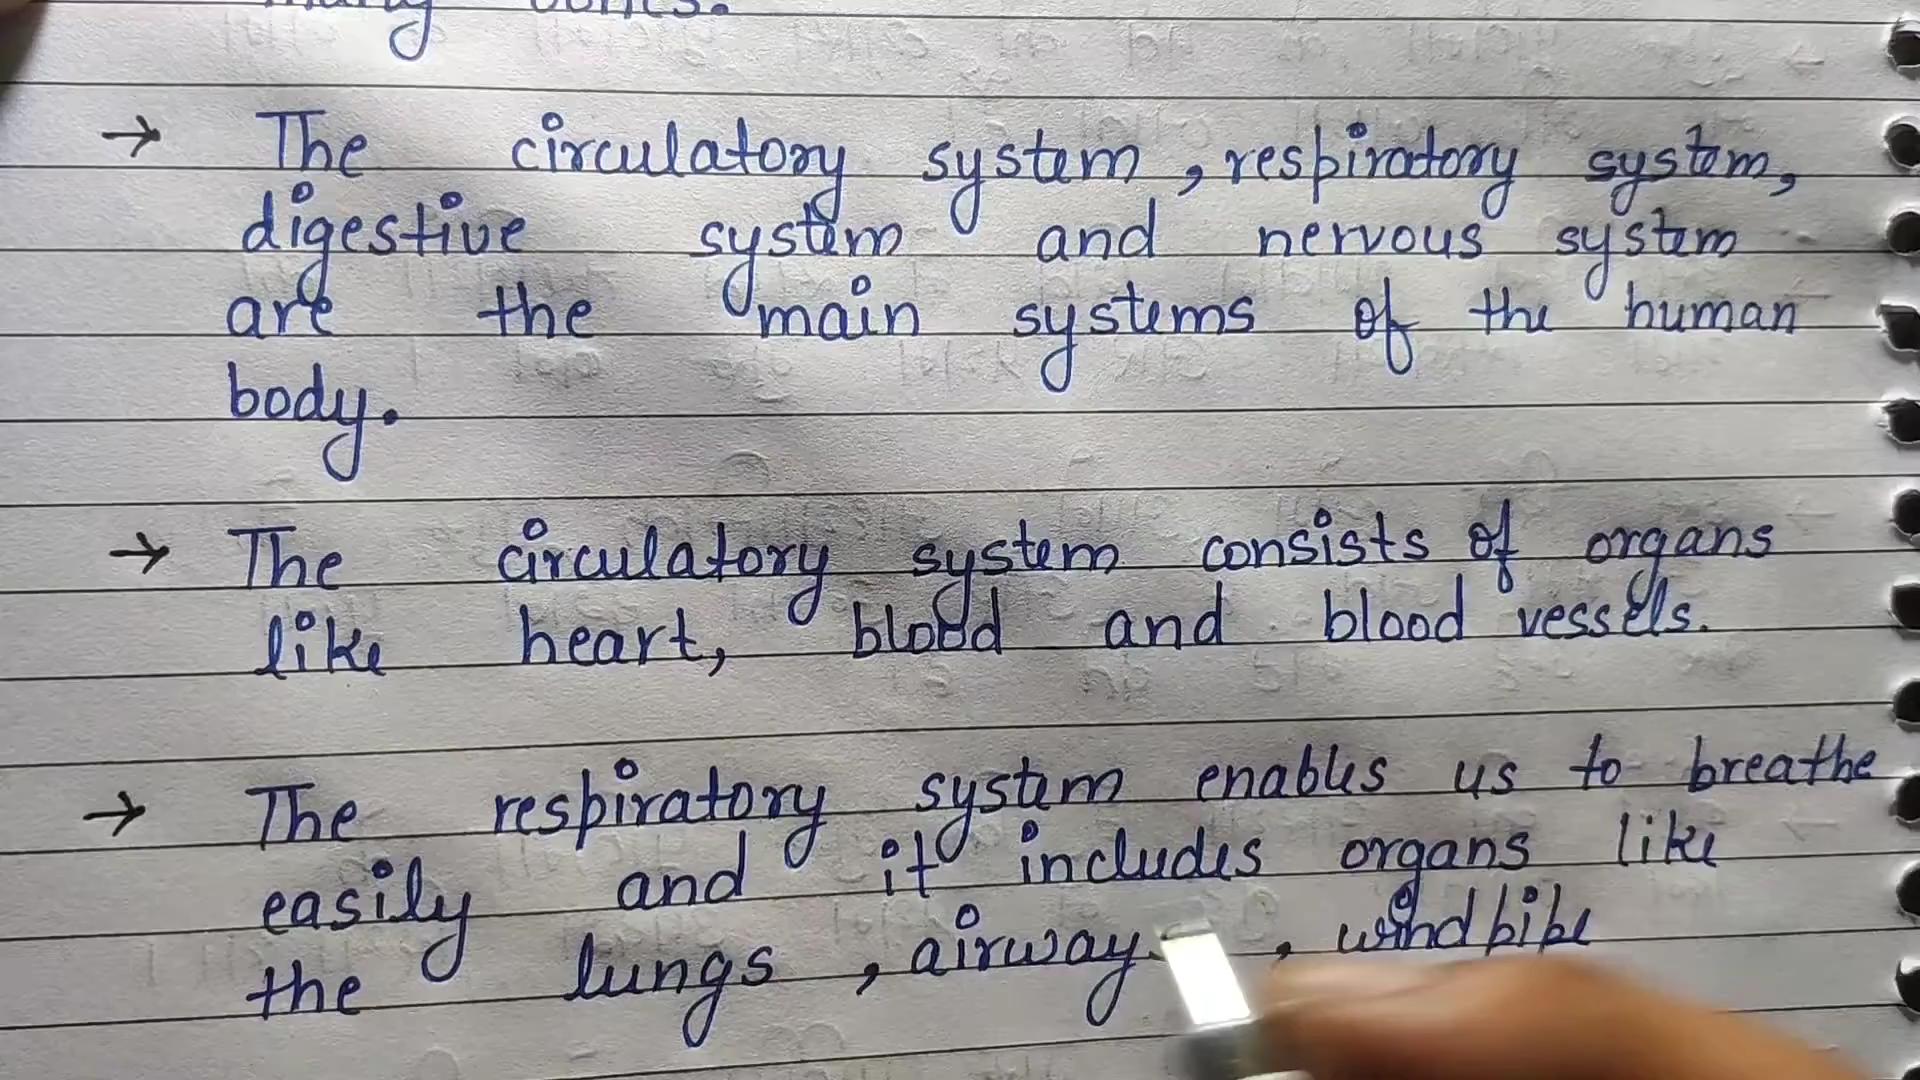 many bones.
→ The circulatory system, respiratory system,
digestive system and nervous system
are the main systems of the human
body.
→ The circulatory system consists of organs
like heart, blood and blood vessels.
→ The respiratory system enables us to breathe
easily and it includes organs like
the lungs, airway , windpipe